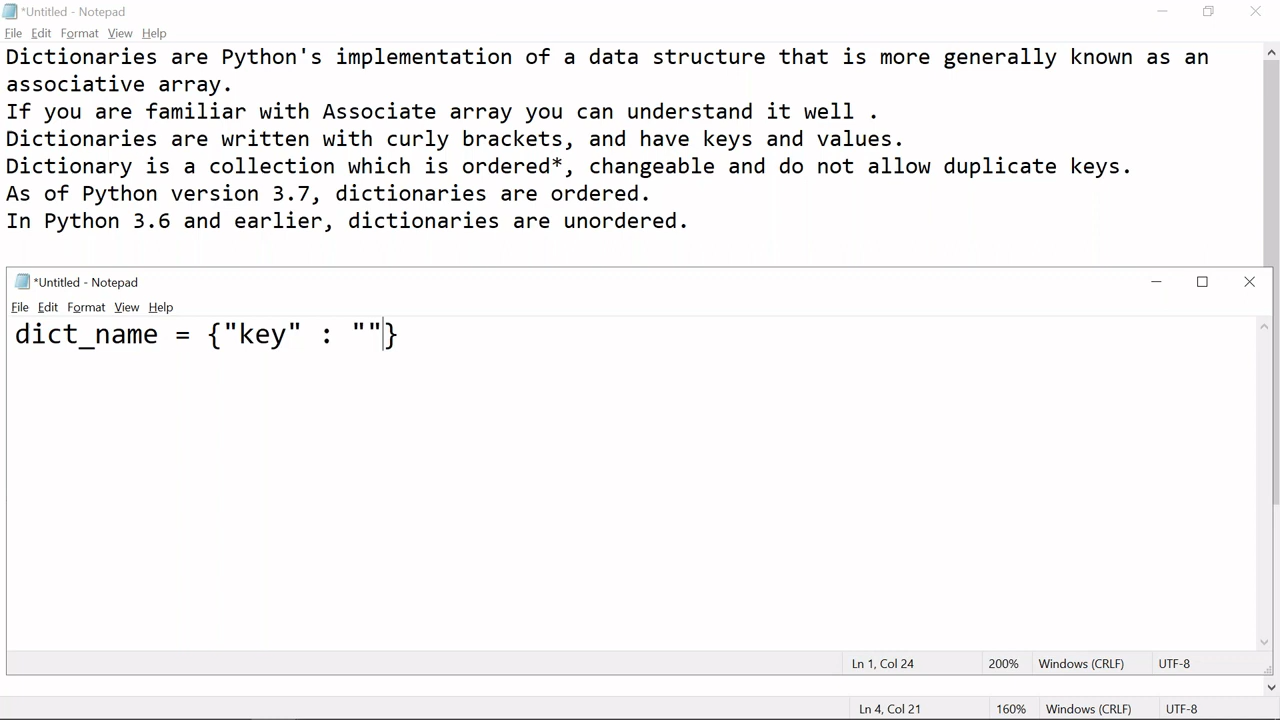 *Untitled - Notepad
File Edit Format View Help
Dictionaries are Python's implementation of a data structure that is more generally known as an
associative array.
If you are familiar with Associate array you can understand it well .
Dictionaries are written with curly brackets, and have keys and values.
Dictionary is a collection which is ordered*, changeable and do not allow duplicate keys.
As of Python version 3.7, dictionaries are ordered.
In Python 3.6 and earlier, dictionaries are unordered.
*Untitled - Notepad
File Edit Format View Help
dict_name = {"key" : ""}
Ln 1, Col 24 200% Windows (CRLF) UTF-8
Ln 4, Col 21 160% Windows (CRLF) UTF-8